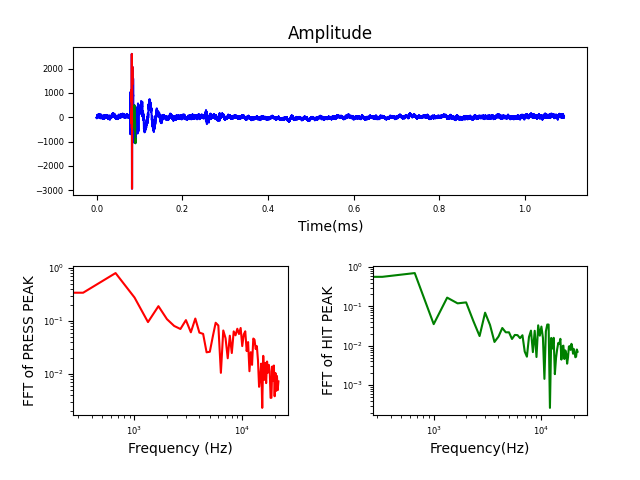 Amplitude
2000
1000
0
−1000
−2000
−3000
0.0 0.2 0.4 0.6 0.8 1.0
Time(ms)
FFT of PRESS PEAK
10⁰
10⁻¹
10⁻²
10³ 10⁴
Frequency (Hz)
FFT of HIT PEAK
10⁰
10⁻¹
10⁻²
10⁻³
10³ 10⁴
Frequency(Hz)